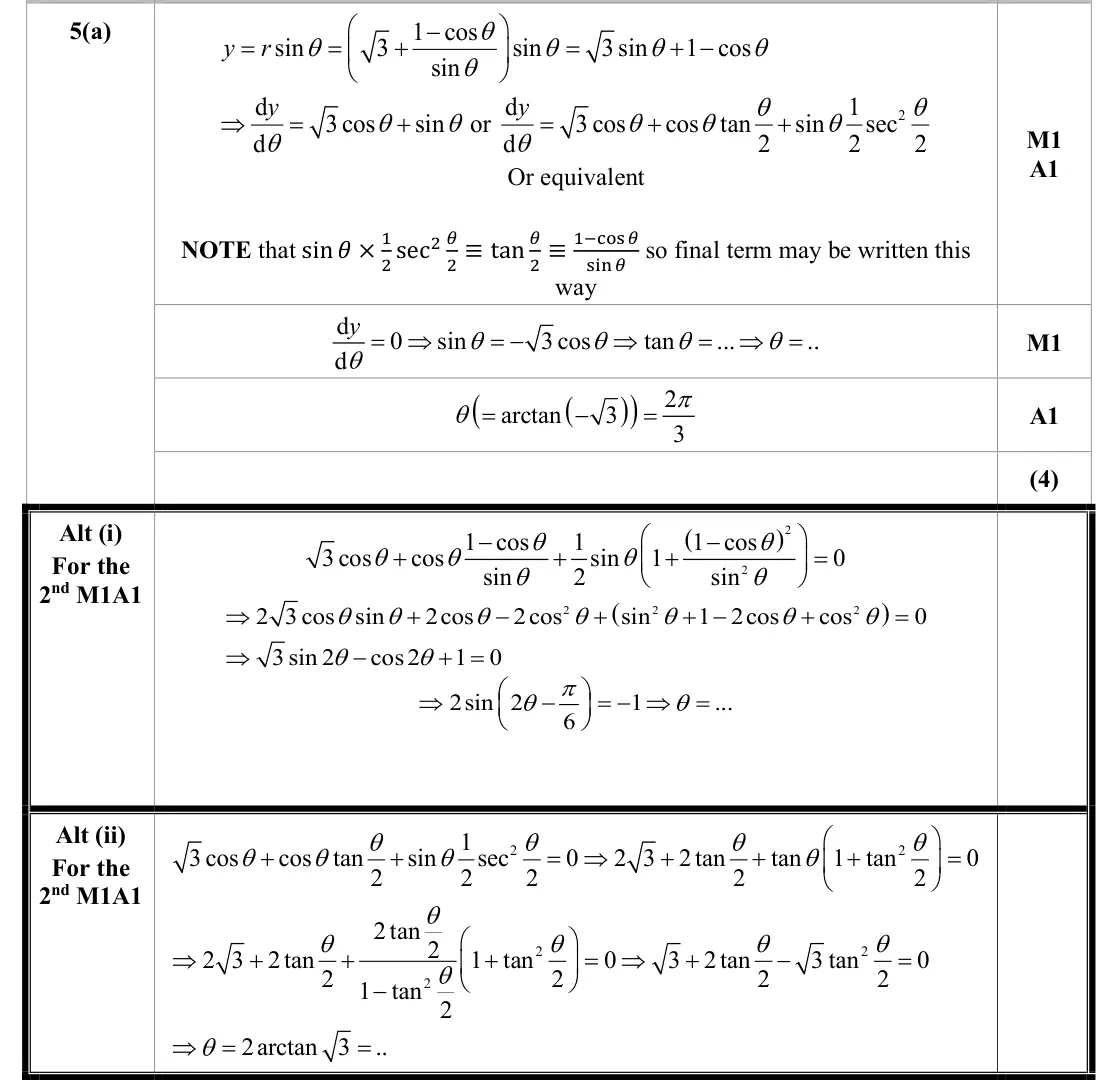 5(a)
y = r sin θ = (√3 + (1 − cos θ)/(sin θ)) sin θ = √3 sin θ + 1 − cos θ
⇒ dy/dθ = √3 cos θ + sin θ or dy/dθ = √3 cos θ + cos θ tan θ/2 + sin θ 1/2 sec² θ/2
Or equivalent
M1
A1
NOTE that sin θ × 1/2 sec² θ/2 ≡ tan θ/2 ≡ (1−cos θ)/(sin θ) so final term may be written this
way
dy/dθ = 0 ⇒ sin θ = −√3 cos θ ⇒ tan θ = ... ⇒ θ = ..
M1
θ(= arctan(−√3)) = 2π/3
A1
(4)
Alt (i)
For the
2nd M1A1
√3 cos θ + cos θ (1 − cos θ)/(sin θ) + 1/2 sin θ (1 + (1 − cos θ)²/(sin² θ)) = 0
⇒ 2√3 cos θ sin θ + 2 cos θ − 2 cos² θ + (sin² θ + 1 − 2 cos θ + cos² θ) = 0
⇒ √3 sin 2θ − cos 2θ + 1 = 0
⇒ 2 sin(2θ − π/6) = −1 ⇒ θ = ...
Alt (ii)
For the
2nd M1A1
√3 cos θ + cos θ tan θ/2 + sin θ 1/2 sec² θ/2 = 0 ⇒ 2√3 + 2 tan θ/2 + tan θ (1 + tan² θ/2) = 0
⇒ 2√3 + 2 tan θ/2 + (2 tan θ/2)/(1 − tan² θ/2) (1 + tan² θ/2) = 0 ⇒ √3 + 2 tan θ/2 − √3 tan² θ/2 = 0
⇒ θ = 2 arctan √3 = ..